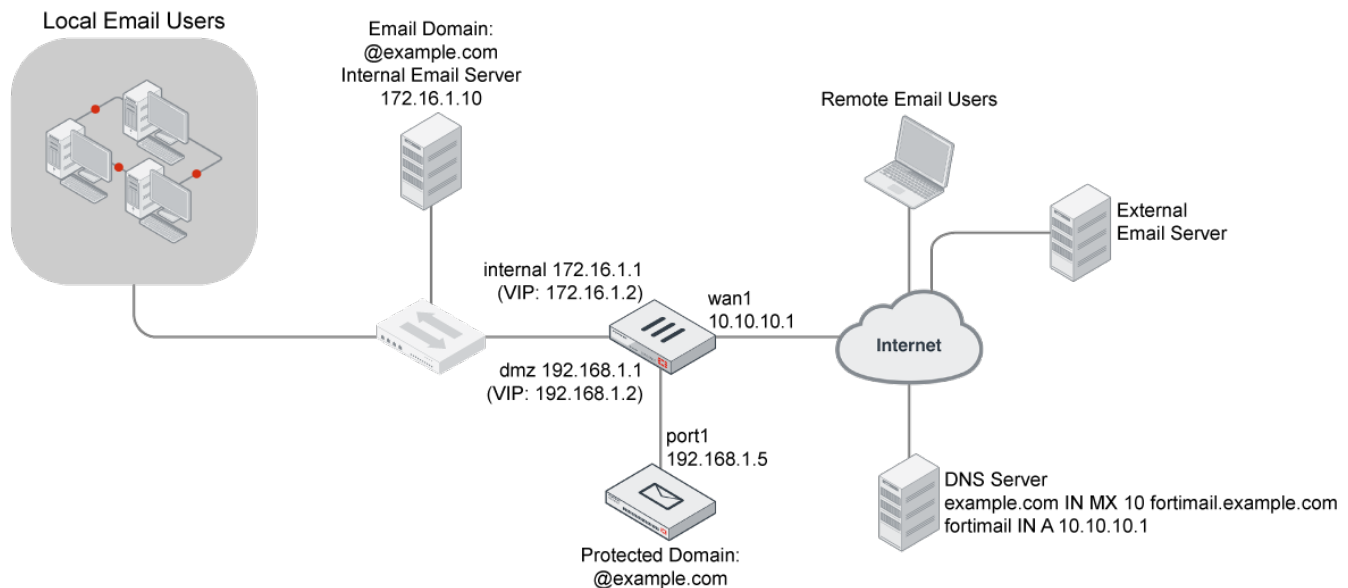 Local Email Users
Email Domain:
@example.com
Internal Email Server
172.16.1.10
Remote Email Users
External
Email Server
internal 172.16.1.1
(VIP: 172.16.1.2)
wan1
10.10.10.1
Internet
dmz 192.168.1.1
(VIP: 192.168.1.2)
port1
192.168.1.5
DNS Server
example.com IN MX 10 fortimail.example.com
fortimail IN A 10.10.10.1
Protected Domain:
@example.com